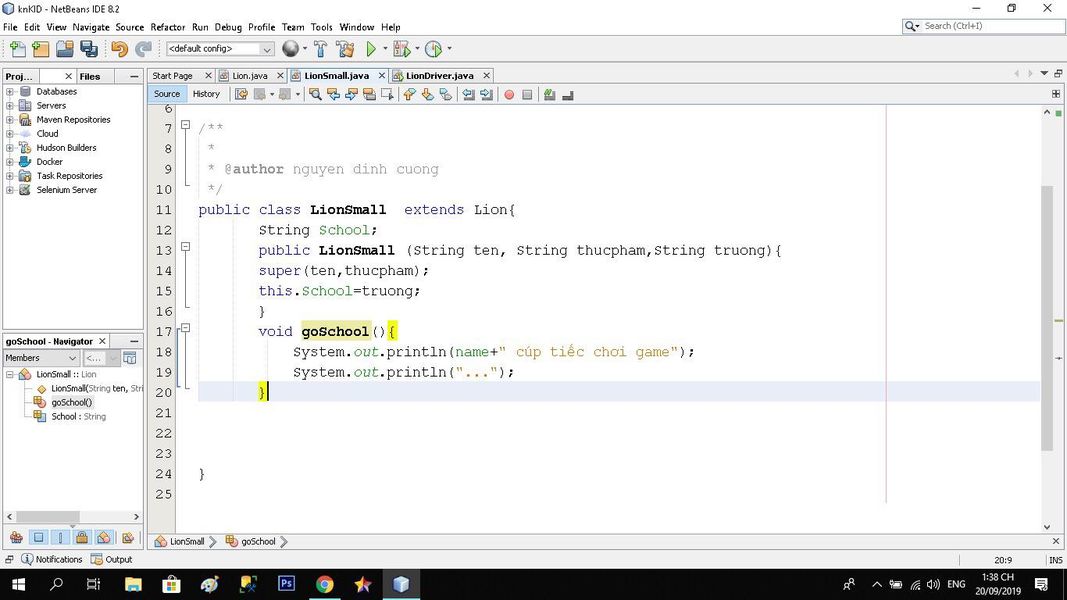 knKID - NetBeans IDE 8.2
File Edit View Navigate Source Refactor Run Debug Profile Team Tools Window Help
Search (Ctrl+I)
<default config>
Proj... Files
Start Page Lion.java LionSmall.java LionDriver.java
Source History
Databases
Servers
Maven Repositories
Cloud
Hudson Builders
Docker
Task Repositories
Selenium Server
6
7 /**
8 *
9 * @author nguyen dinh cuong
10 */
11 public class LionSmall  extends Lion{
12 String School;
13 public LionSmall (String ten, String thucpham,String truong){
14 super(ten,thucpham);
15 this.School=truong;
16 }
17 void goSchool(){
18 System.out.println(name+" cúp tiếc chơi game");
19 System.out.println("...");
20 }
21
22
23
24 }
25
goSchool - Navigator
Members <...
LionSmall :: Lion
LionSmall(String ten, Stri
goSchool()
School : String
LionSmall goSchool
Notifications Output
20:9 INS
Ps
ENG
1:38 CH
20/09/2019